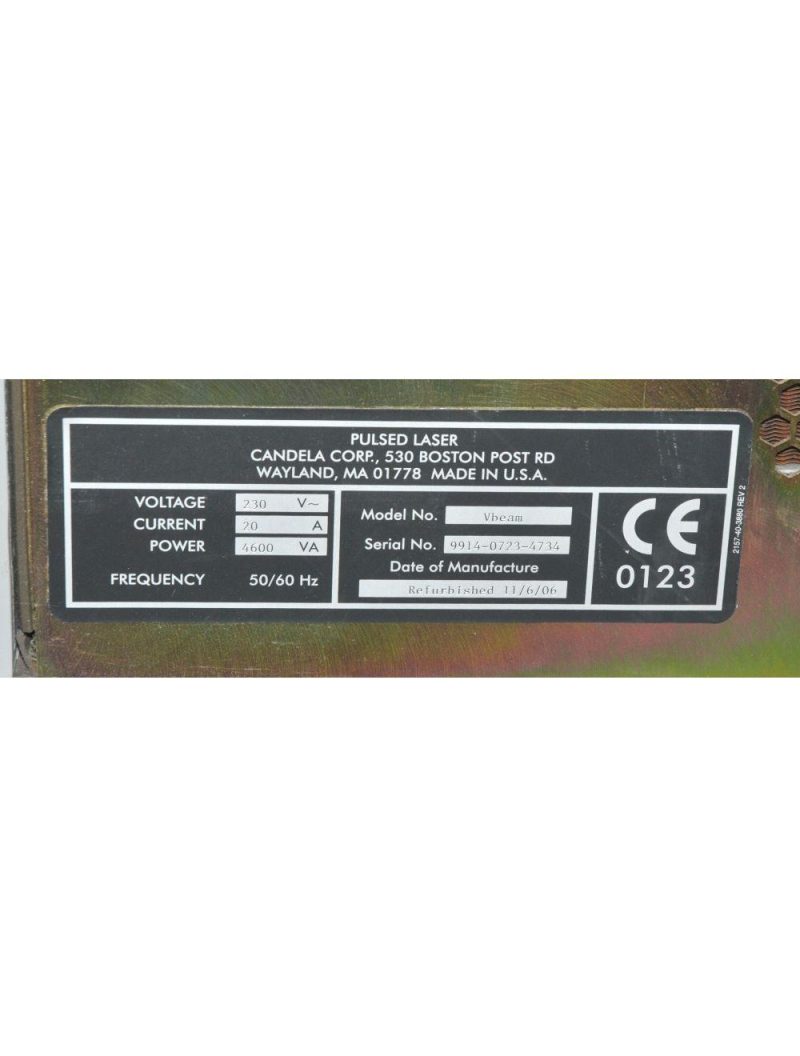 PULSED LASER
CANDELA CORP., 530 BOSTON POST RD
WAYLAND, MA 01778 MADE IN U.S.A.
VOLTAGE 230 V~
CURRENT 20 A
POWER 4600 VA
FREQUENCY 50/60 Hz
Model No. Vbeam
Serial No. 9914-0723-4734
Date of Manufacture
Refurbished 11/6/06
CE
0123
2157-40-3880 REV 2